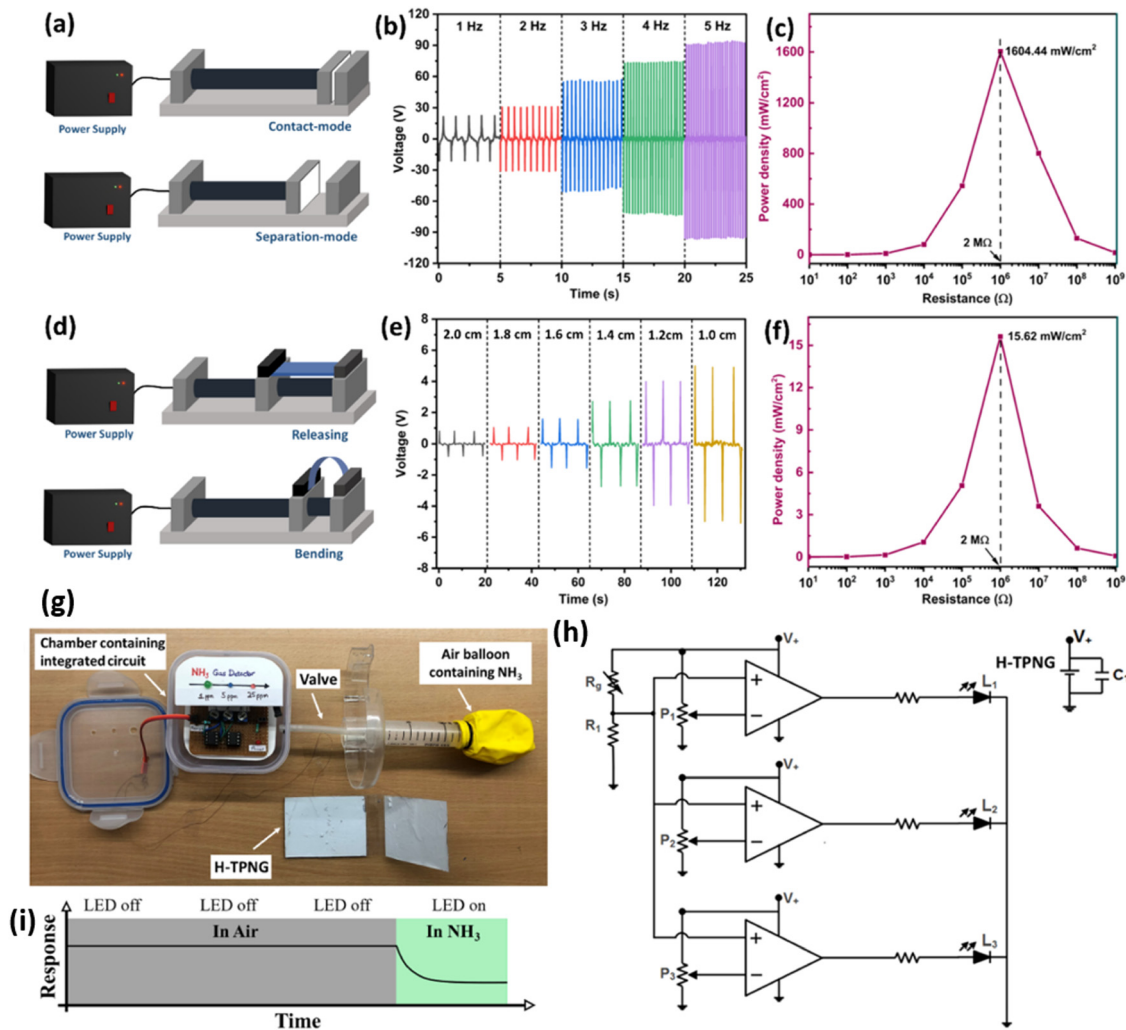 (a)
Power Supply
Contact-mode
Power Supply
Separation-mode
(b)
120
90
60
30
0
-30
-60
-90
-120
Voltage (V)
1 Hz
2 Hz
3 Hz
4 Hz
5 Hz
0
5
10
15
20
25
Time (s)
(c)
1600
1200
800
400
0
Power density (mW/cm²)
1604.44 mW/cm²
2 MΩ
10¹
10²
10³
10⁴
10⁵
10⁶
10⁷
10⁸
10⁹
Resistance (Ω)
(d)
Power Supply
Releasing
Power Supply
Bending
(e)
8
6
4
2
0
-2
-4
-6
-8
Voltage (V)
2.0 cm
1.8 cm
1.6 cm
1.4 cm
1.2cm
1.0 cm
0
20
40
60
80
100
120
Time (s)
(f)
15
12
9
6
3
0
Power density (mW/cm²)
15.62 mW/cm²
2 MΩ
10¹
10²
10³
10⁴
10⁵
10⁶
10⁷
10⁸
10⁹
Resistance (Ω)
(g)
Chamber containing
integrated circuit
Valve
Air balloon
containing NH₃
NH₃ Gas Detector
1 ppm
5 ppm
25 ppm
H-TPNG
(h)
V₊
R_g
R₁
P₁
+
−
L₁
V₊
P₂
+
−
L₂
V₊
P₃
+
−
L₃
V₊
H-TPNG
(i)
LED off
LED off
LED off
LED on
In Air
In NH₃
Response
Time